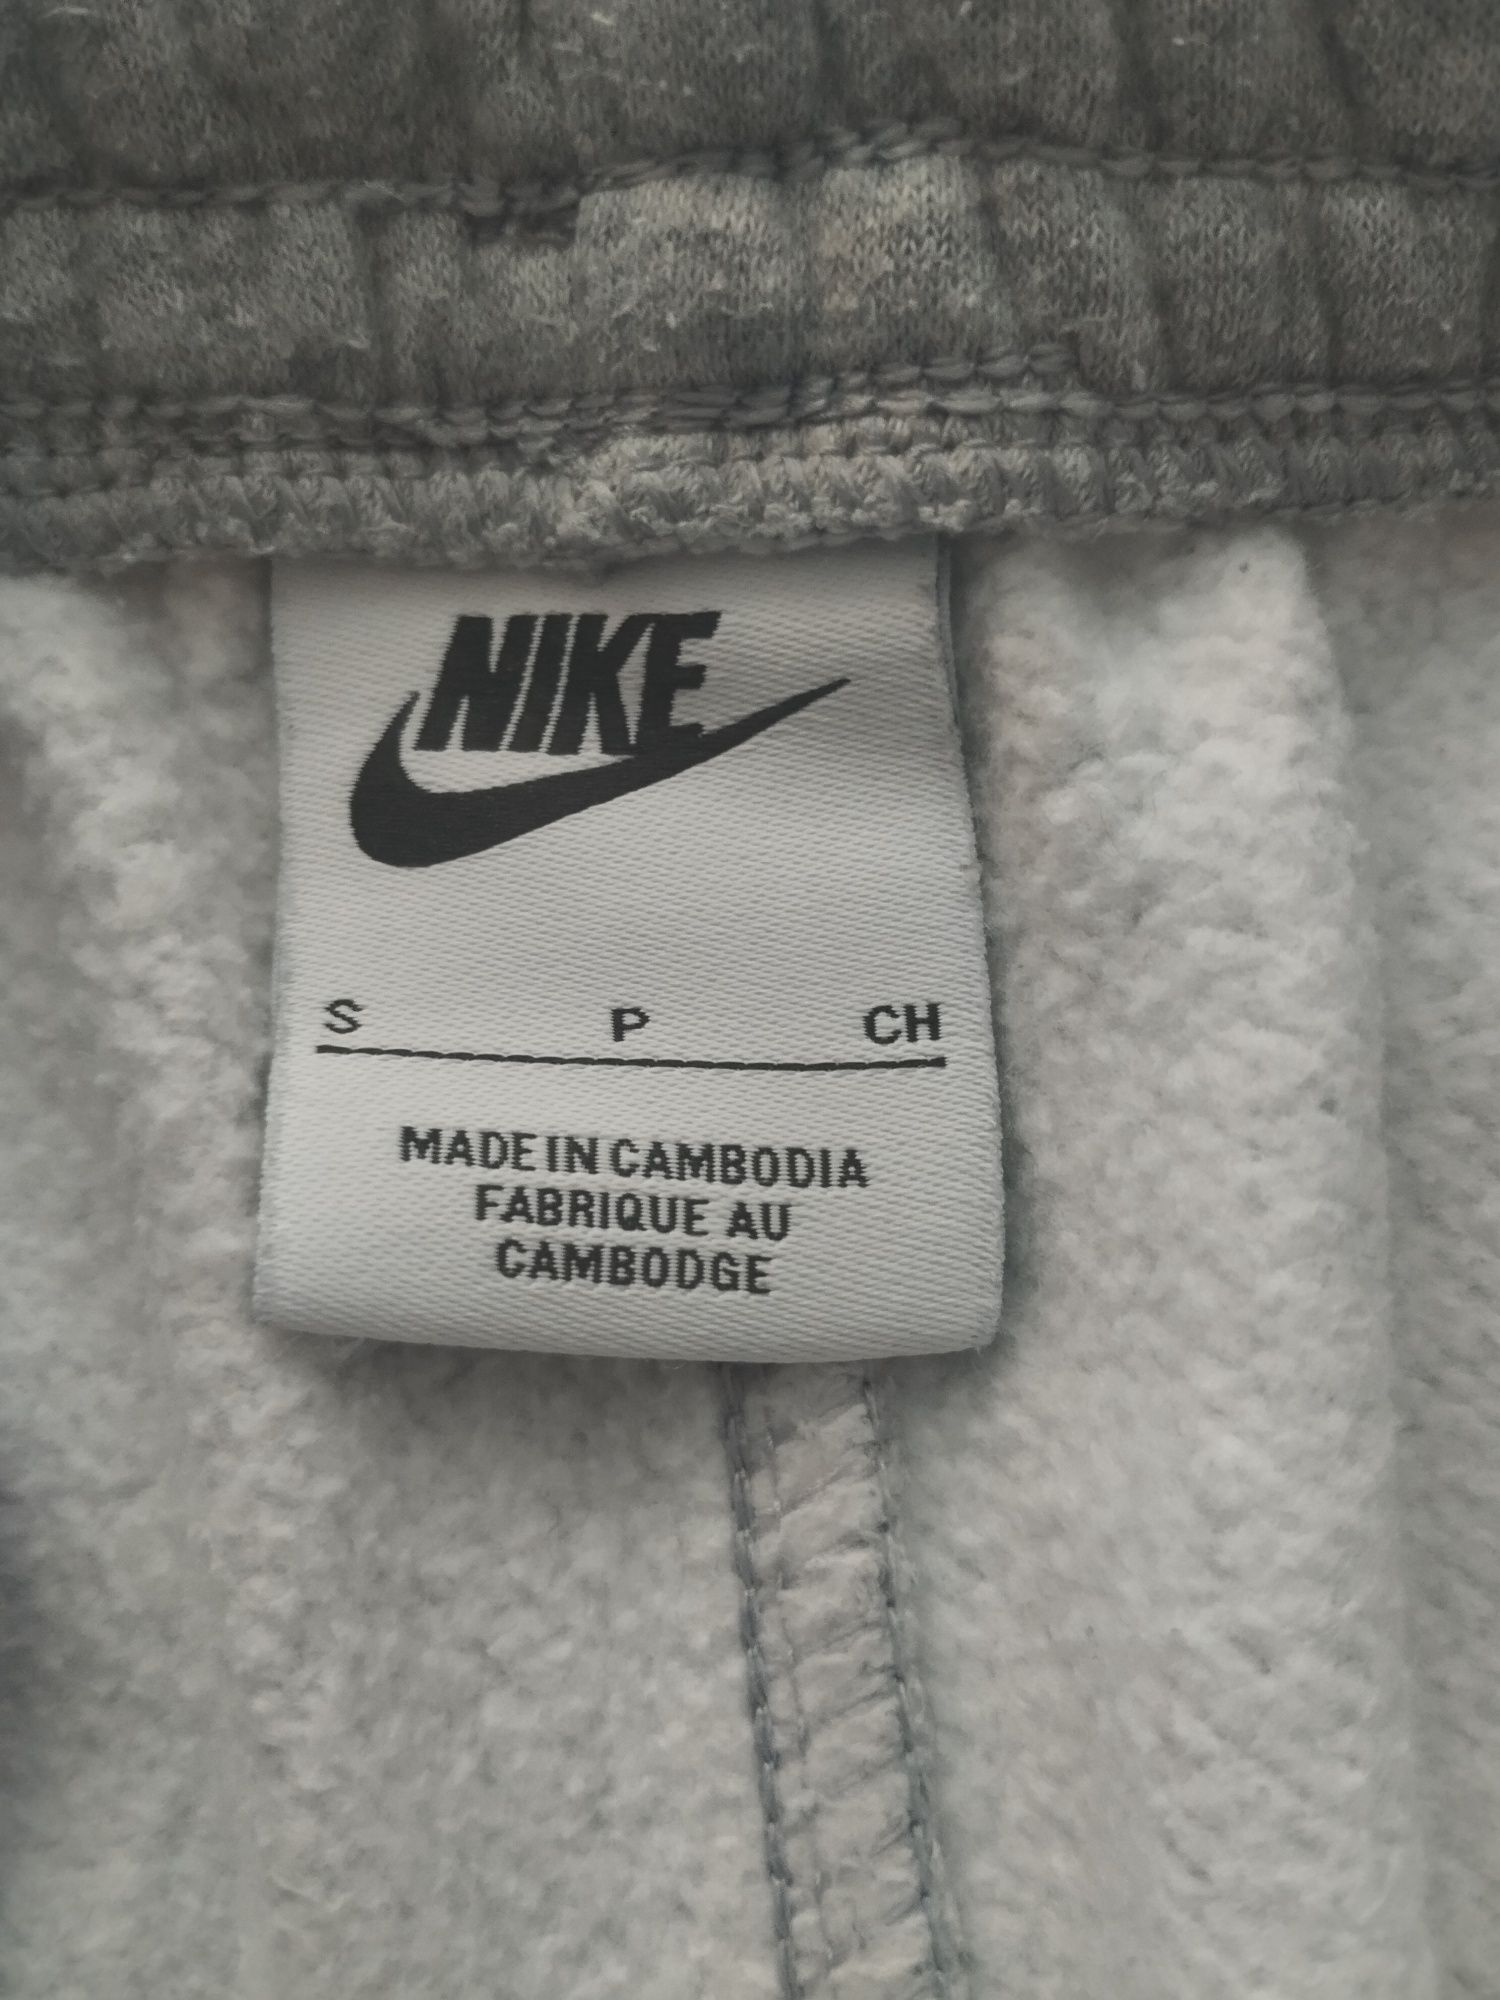 NIKE
S P CH
MADE IN CAMBODIA
FABRIQUE AU
CAMBODGE